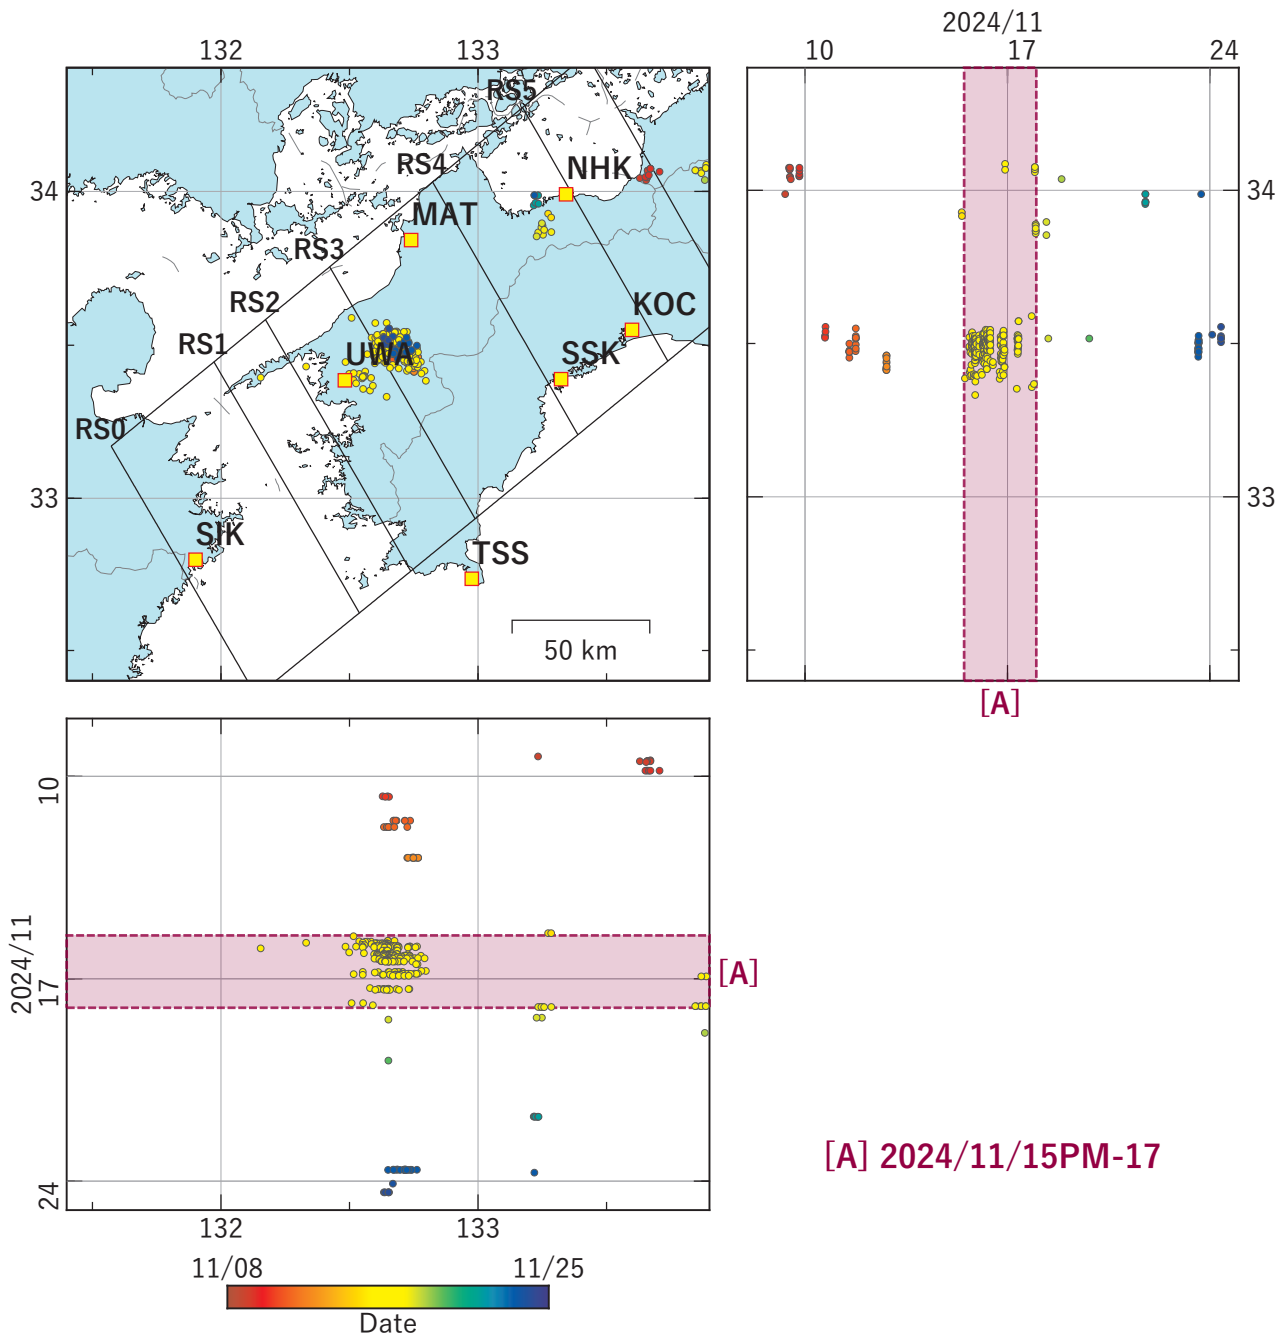 2024/11
132 133
10 17 24
RS5
NHK
RS4
34
34
MAT
RS3
RS2
KOC
RS1
UWA
SSK
RS0
33
33
SIK
TSS
50 km
[A]
10
2024/11
17
[A]
24
[A] 2024/11/15PM-17
132 133
11/08 11/25
Date